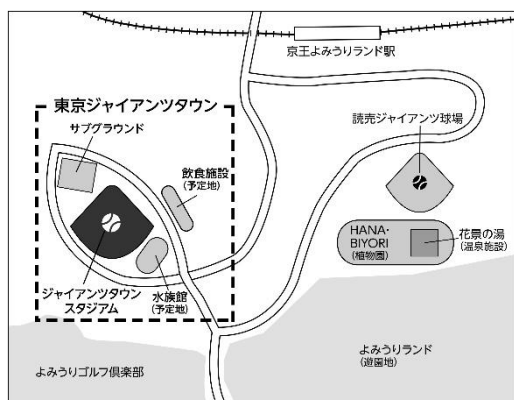 京王よみうりランド駅
東京ジャイアンツタウン
サブグラウンド
飲食施設
(予定地)
読売ジャイアンツ球場
HANA・
BIYORI
(植物園)
花景の湯
(温泉施設)
ジャイアンツタウン
スタジアム
水族館
(予定地)
よみうりランド
(遊園地)
よみうりゴルフ倶楽部